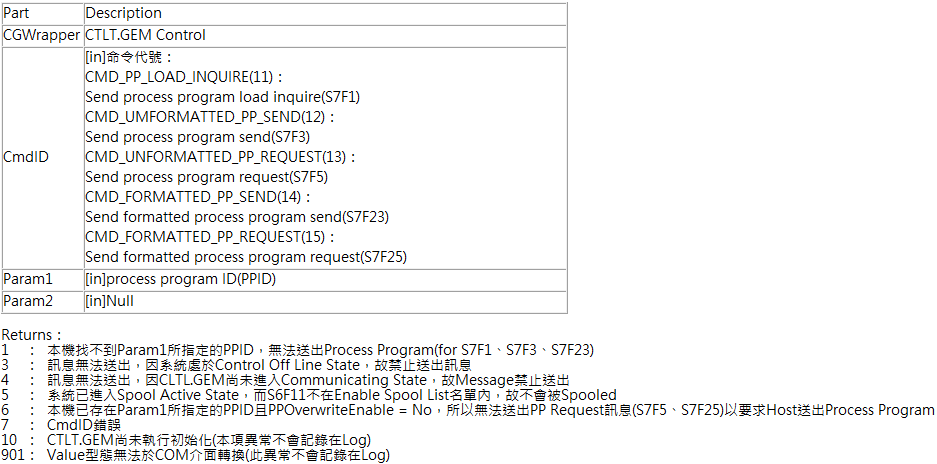 Part Description
CGWrapper CTLT.GEM Control
[in]命令代號：
CMD_PP_LOAD_INQUIRE(11)：
Send process program load inquire(S7F1)
CMD_UMFORMATTED_PP_SEND(12)：
Send process program send(S7F3)
CmdID CMD_UNFORMATTED_PP_REQUEST(13)：
Send process program request(S7F5)
CMD_FORMATTED_PP_SEND(14)：
Send formatted process program send(S7F23)
CMD_FORMATTED_PP_REQUEST(15)：
Send formatted process program request(S7F25)
Param1 [in]process program ID(PPID)
Param2 [in]Null
Returns：
1 ： 本機找不到Param1所指定的PPID，無法送出Process Program(for S7F1、S7F3、S7F23)
3 ： 訊息無法送出，因系統處於Control Off Line State，故禁止送出訊息
4 ： 訊息無法送出，因CLTL.GEM尚未進入Communicating State，故Message禁止送出
5 ： 系統已進入Spool Active State，而S6F11不在Enable Spool List名單內，故不會被Spooled
6 ： 本機已存在Param1所指定的PPID且PPOverwriteEnable = No，所以無法送出PP Request訊息(S7F5、S7F25)以要求Host送出Process Program
7 ： CmdID錯誤
10 ： CTLT.GEM尚未執行初始化(本項異常不會記錄在Log)
901： Value型態無法於COM介面轉換(此異常不會記錄在Log)